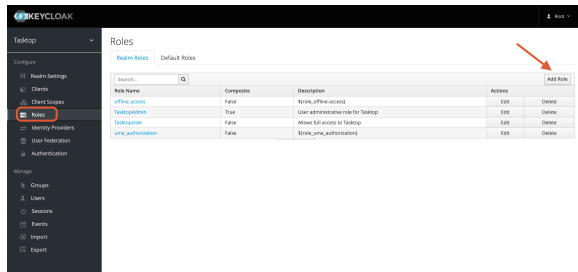 KEYCLOAK
Root
Tasktop
Configure
Realm Settings
Clients
Client Scopes
Roles
Identity Providers
User Federation
Authentication
Manage
Groups
Users
Sessions
Events
Import
Export
Roles
Realm Roles Default Roles
Search... Add Role
Role Name Composite Description Actions
offline_access False ${role_offline-access} Edit Delete
TasktopAdmin True User administrative role for Tasktop Edit Delete
TasktopUser False Allows full access to Tasktop Edit Delete
uma_authorization False ${role_uma_authorization} Edit Delete